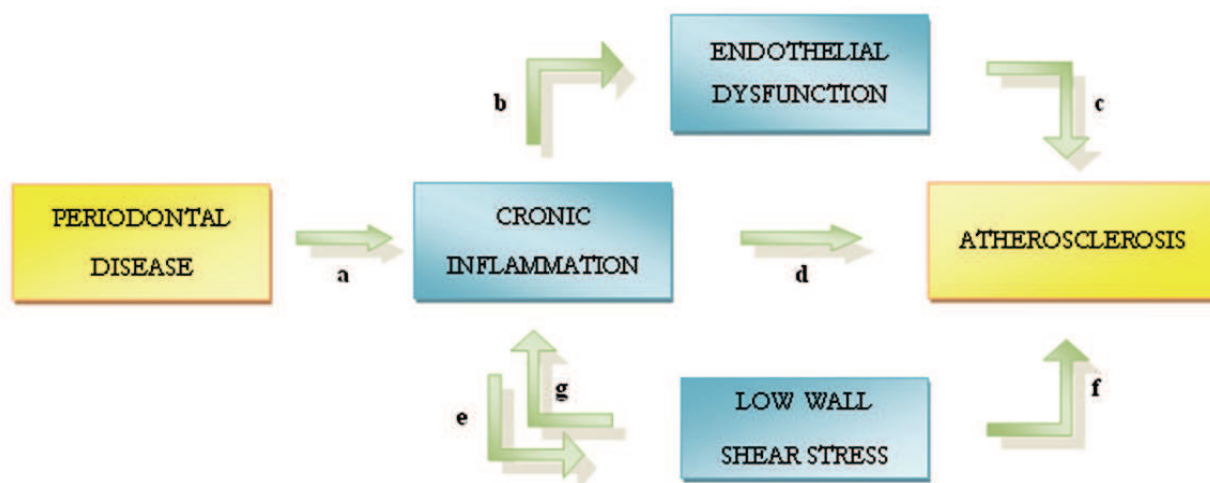 ENDOTHELIAL
DYSFUNCTION
b
c
PERIODONTAL
DISEASE
a
CRONIC
INFLAMMATION
d
ATHEROSCLEROSIS
e
g
LOW WALL
SHEAR STRESS
f